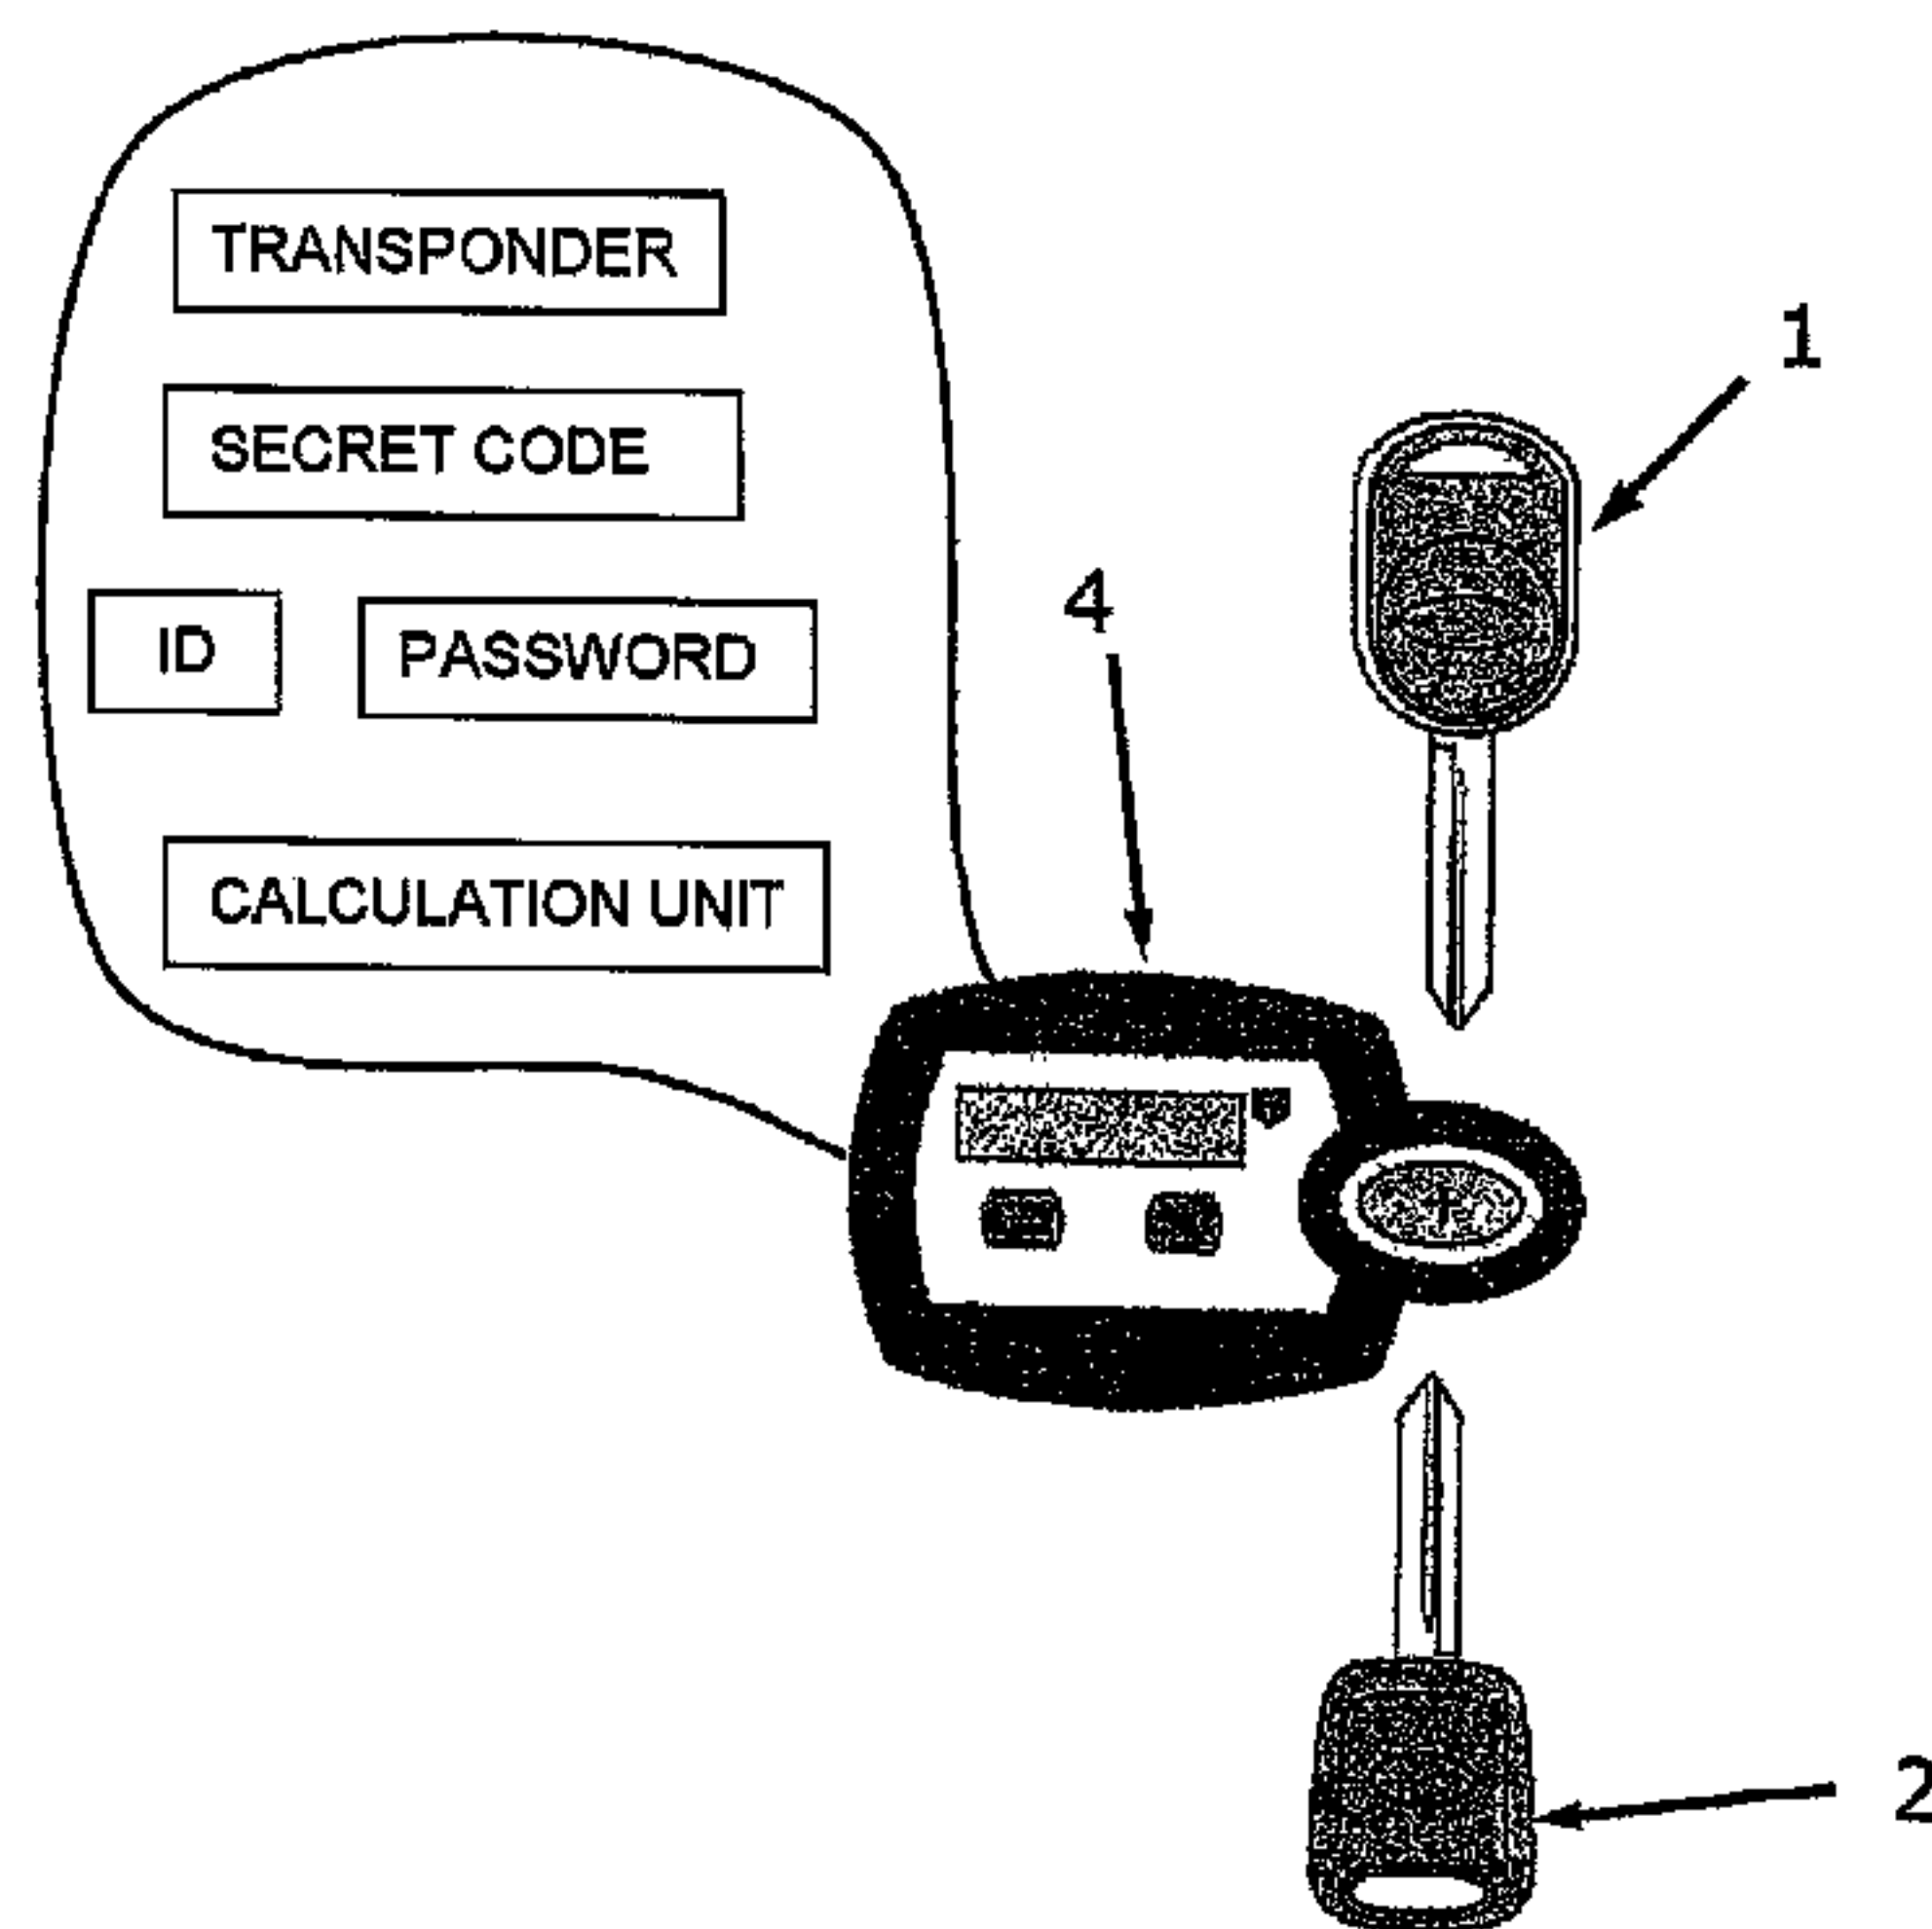 TRANSPONDER
1
SECRET CODE
4
ID PASSWORD
CALCULATION UNIT
2